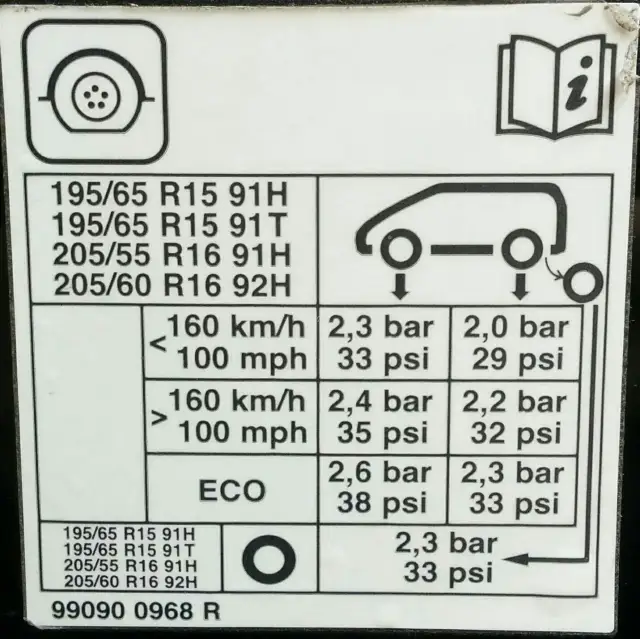 i
195/65 R15 91H
195/65 R15 91T
205/55 R16 91H
205/60 R16 92H
< 160 km/h 2,3 bar 2,0 bar
100 mph 33 psi 29 psi
> 160 km/h 2,4 bar 2,2 bar
100 mph 35 psi 32 psi
ECO 2,6 bar 2,3 bar
38 psi 33 psi
195/65 R15 91H
195/65 R15 91T
205/55 R16 91H
205/60 R16 92H
2,3 bar
33 psi
99090 0968 R